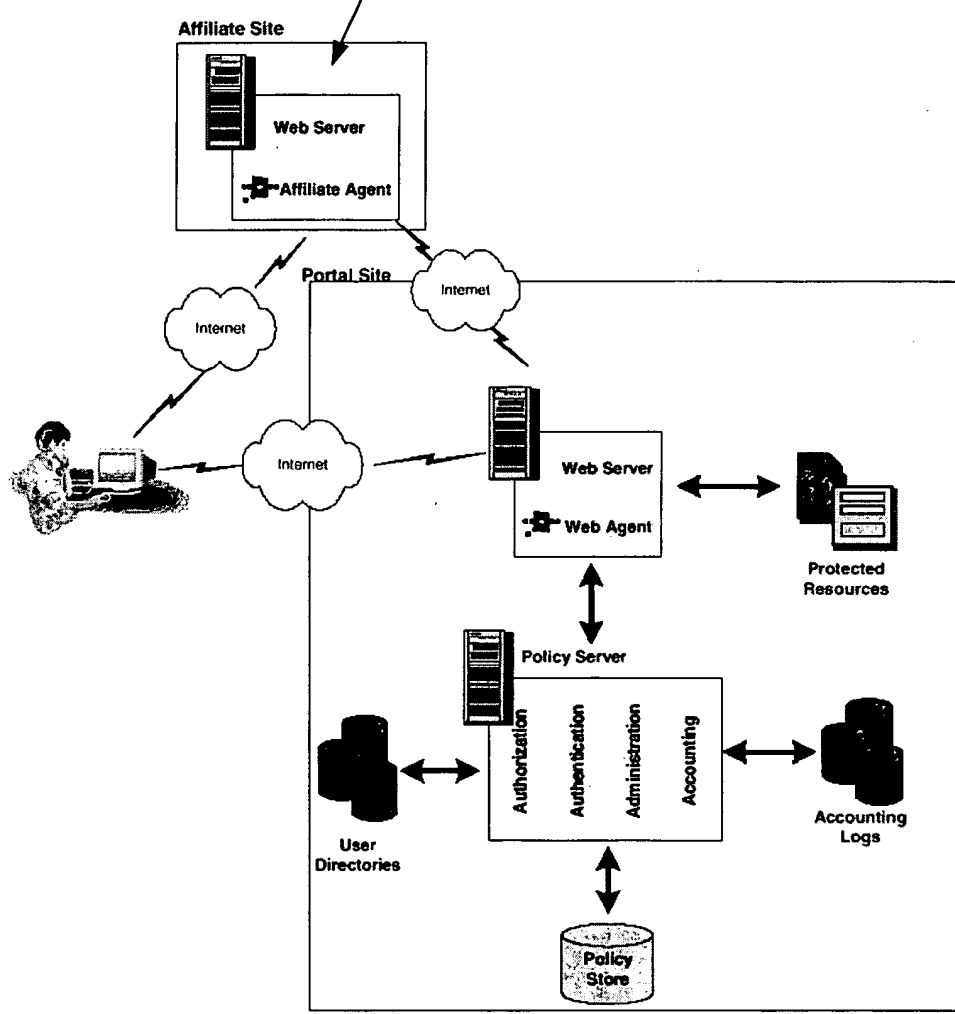 Affiliate Site
Web Server
Affiliate Agent
Portal Site
Internet
Internet
Internet
Web Server
Web Agent
Protected
Resources
Policy Server
Authorization
Authentication
Administration
Accounting
User
Directories
Accounting
Logs
Policy
Store